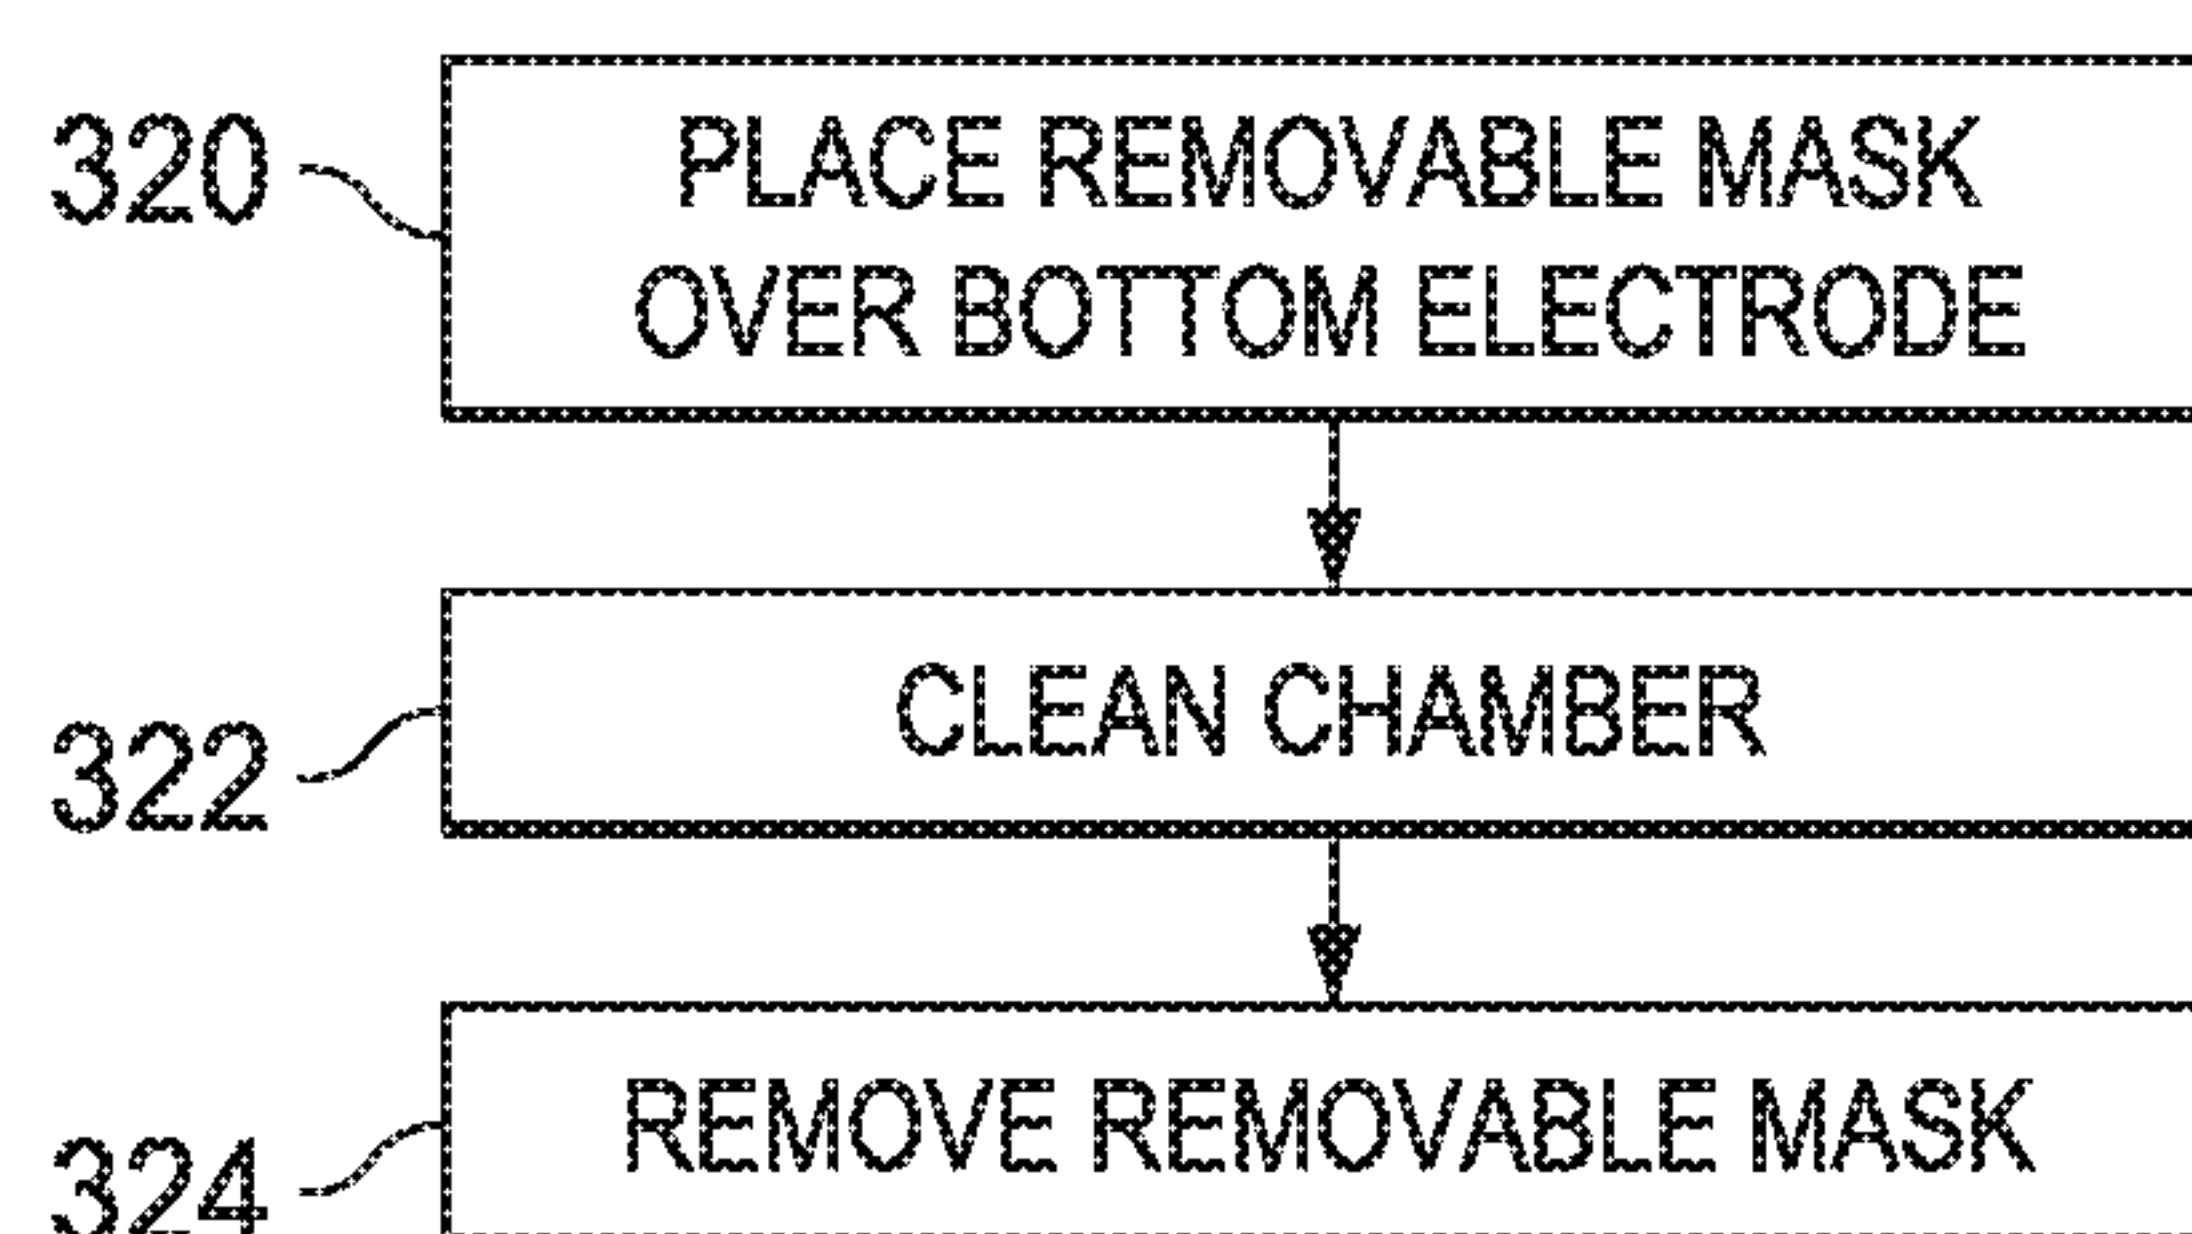 320
PLACE REMOVABLE MASK
OVER BOTTOM ELECTRODE
322
CLEAN CHAMBER
324
REMOVE REMOVABLE MASK